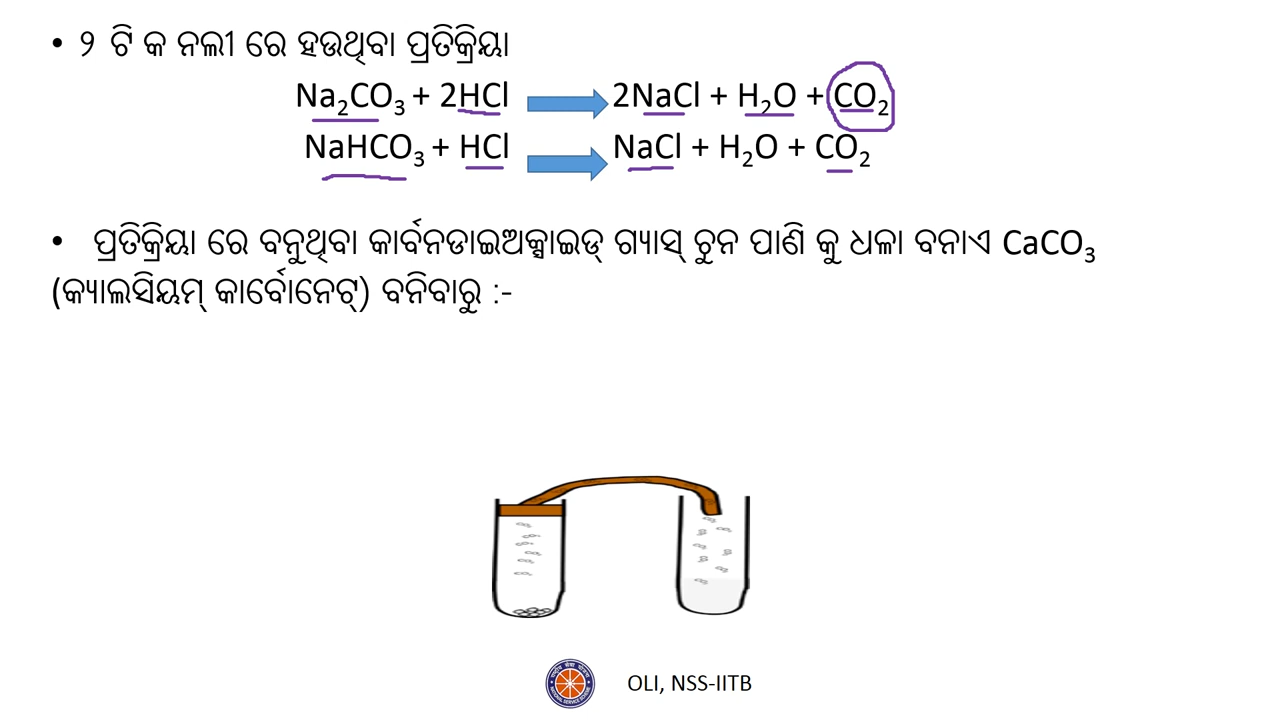 • ୨ ଟି କ ନଳୀ ରେ ହଉଥିବା ପ୍ରତିକ୍ରିୟା
Na₂CO₃ + 2HCl 2NaCl + H₂O + CO₂
NaHCO₃ + HCl NaCl + H₂O + CO₂
• ପ୍ରତିକ୍ରିୟା ରେ ବନୁଥିବା କାର୍ବନଡାଇଅକ୍ସାଇଡ୍ ଗ୍ୟାସ୍ ଚୁନ ପାଣି କୁ ଧଳା ବନାଏ CaCO₃
(କ୍ୟାଲସିୟମ୍ କାର୍ବୋନେଟ୍) ବନିବାରୁ :-
OLI, NSS-IITB